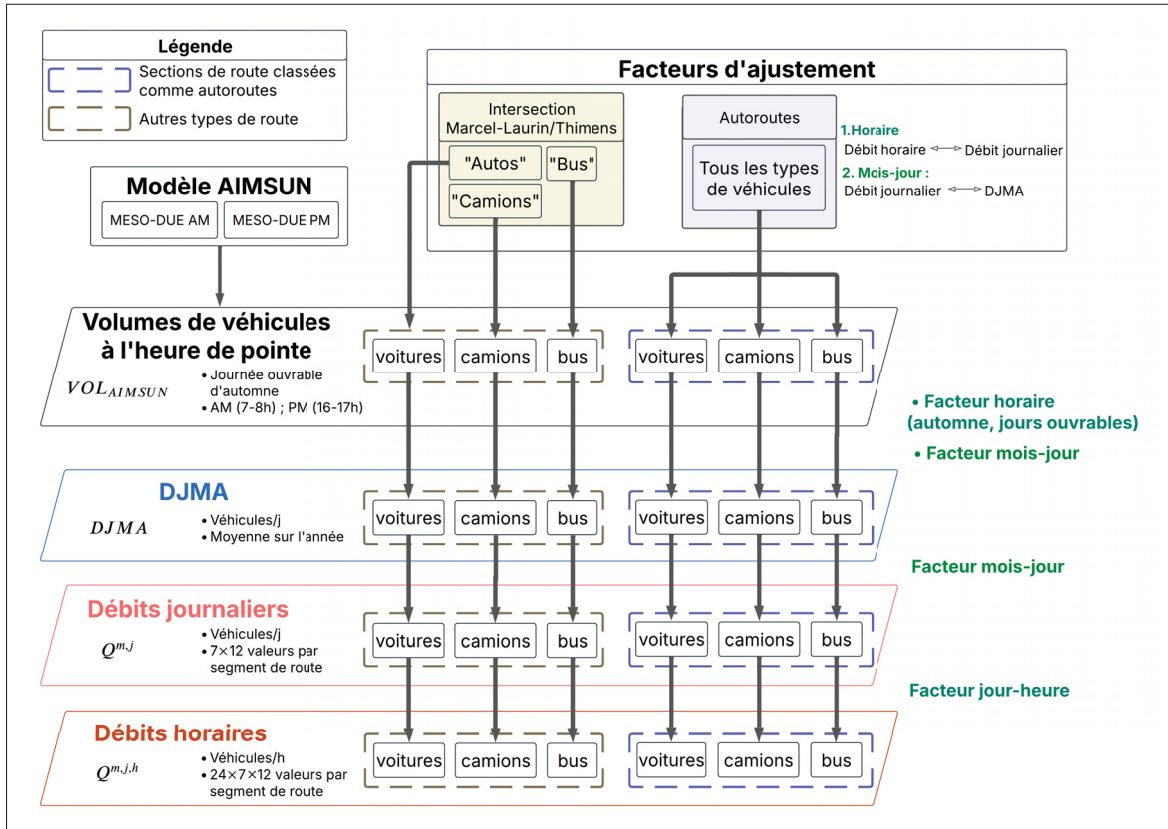 Légende
Sections de route classées
comme autoroutes
Autres types de route
Facteurs d'ajustement
Intersection
Marcel-Laurin/Thimens
"Autos"
"Bus"
"Camions"
Autoroutes
Tous les types
de véhicules
1.Horaire
Débit horaire Débit journalier
2. Mois-jour :
Débit journalier DJMA
Modèle AIMSUN
MESO-DUE AM
MESO-DUE PM
Volumes de véhicules
à l'heure de pointe
VOL_AIMSUN
• Journée ouvrable
d'automne
• AM (7-8h) ; PM (16-17h)
voitures camions bus
voitures camions bus
• Facteur horaire
(automne, jours ouvrables)
• Facteur mois-jour
DJMA
DJMA
• Véhicules/j
• Moyenne sur l'année
voitures camions bus
voitures camions bus
Facteur mois-jour
Débits journaliers
Q^{m,j}
• Véhicules/j
• 7×12 valeurs par
segment de route
voitures camions bus
voitures camions bus
Facteur jour-heure
Débits horaires
Q^{m,j,h}
• Véhicules/h
• 24×7×12 valeurs par
segment de route
voitures camions bus
voitures camions bus